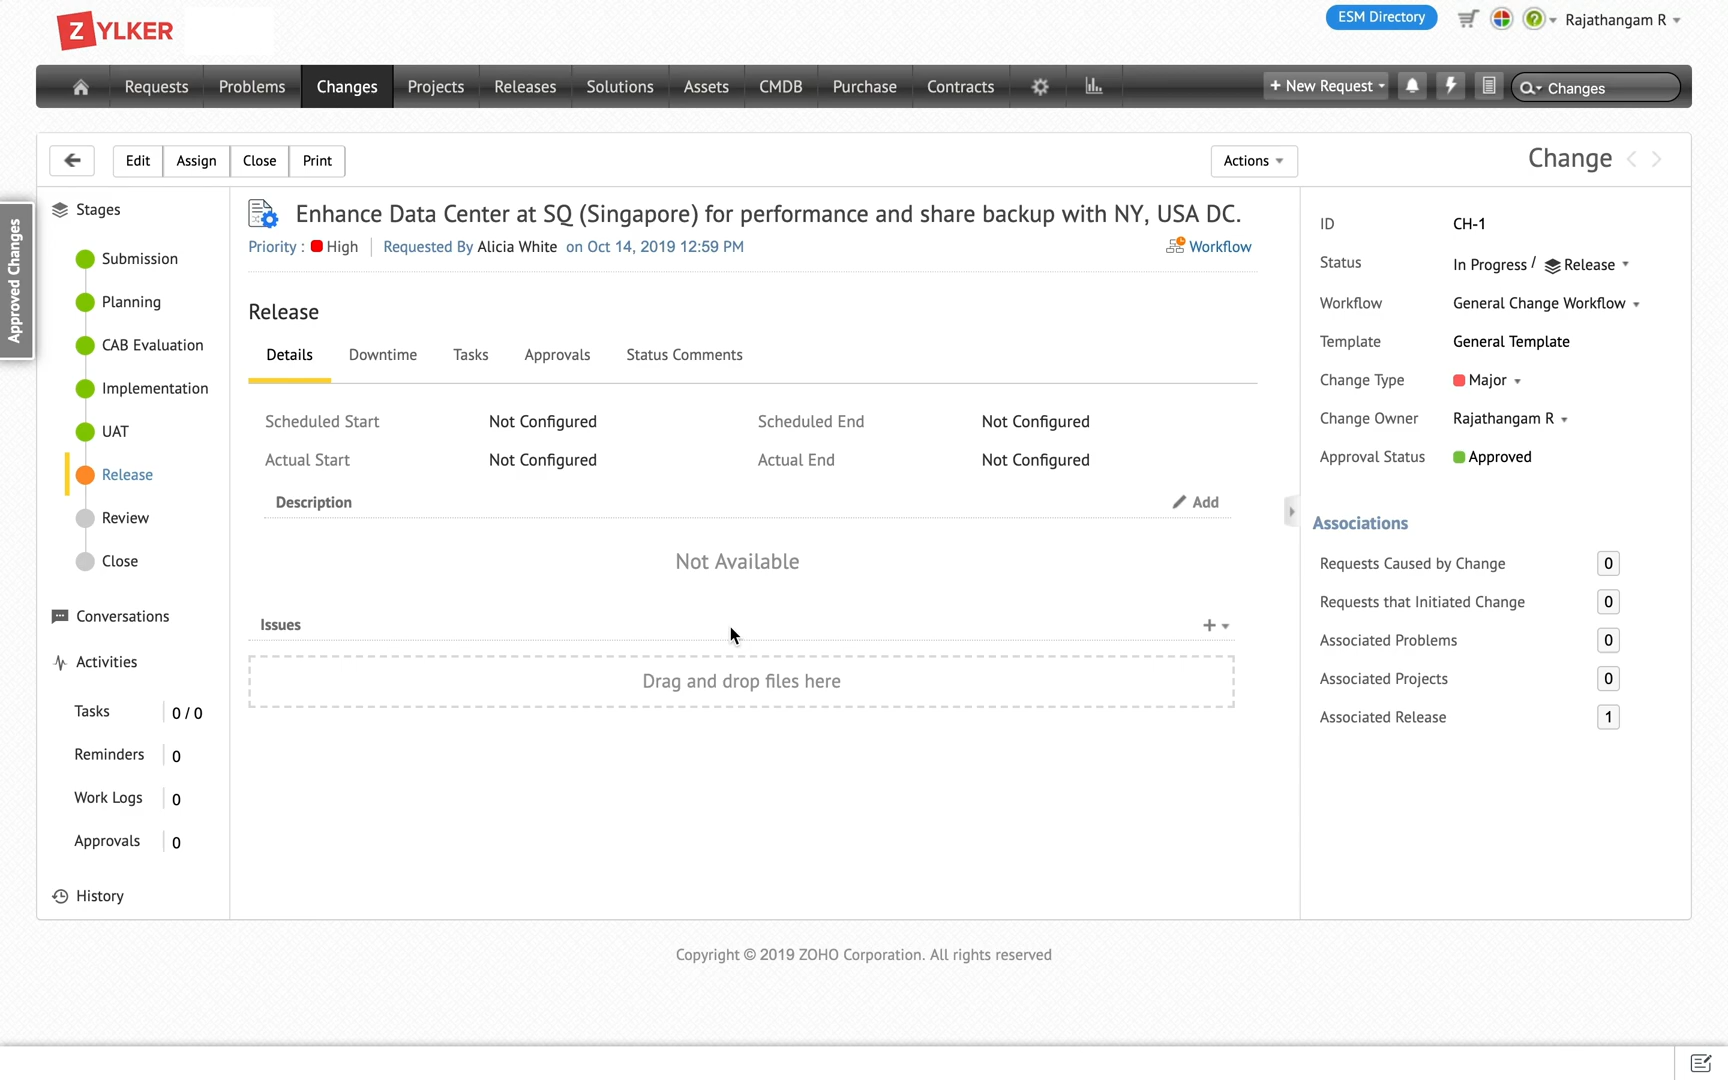 ZYLKER
ESM Directory
Rajathangam R
Requests Problems Changes Projects Releases Solutions Assets CMDB Purchase Contracts
+ New Request
Changes
Edit Assign Close Print
Actions
Change
Approved Changes
Stages
Submission
Planning
CAB Evaluation
Implementation
UAT
Release
Review
Close
Conversations
Activities
Tasks 0 / 0
Reminders 0
Work Logs 0
Approvals 0
History
Enhance Data Center at SQ (Singapore) for performance and share backup with NY, USA DC.
Priority : High Requested By Alicia White on Oct 14, 2019 12:59 PM
Workflow
Release
Details Downtime Tasks Approvals Status Comments
Scheduled Start Not Configured Scheduled End Not Configured
Actual Start Not Configured Actual End Not Configured
Description
Add
Not Available
Issues
Drag and drop files here
ID CH-1
Status In Progress / Release
Workflow General Change Workflow
Template General Template
Change Type Major
Change Owner Rajathangam R
Approval Status Approved
Associations
Requests Caused by Change 0
Requests that Initiated Change 0
Associated Problems 0
Associated Projects 0
Associated Release 1
Copyright © 2019 ZOHO Corporation. All rights reserved